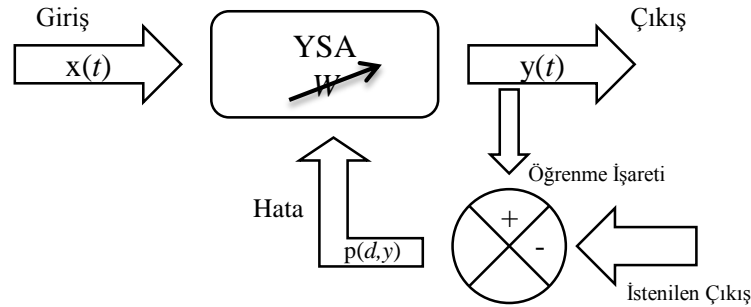 Giriş
Çıkış
x(t)
YSA
W
y(t)
Öğrenme İşareti
Hata
+
-
p(d,y)
İstenilen Çıkış